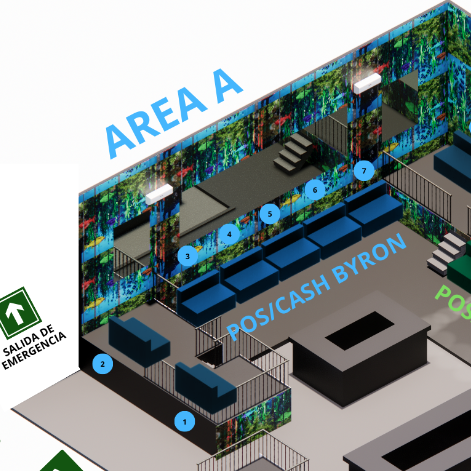 AREA A
7
6
5
4
3
POS/CASH BYRON
POS
SALIDA DE
EMERGENCIA
2
1